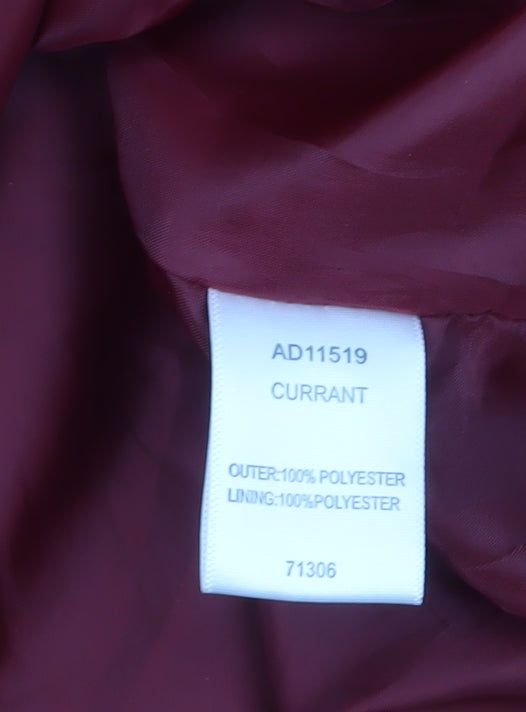 AD11519
CURRANT
OUTER:100% POLYESTER
LINING:100%POLYESTER
71306